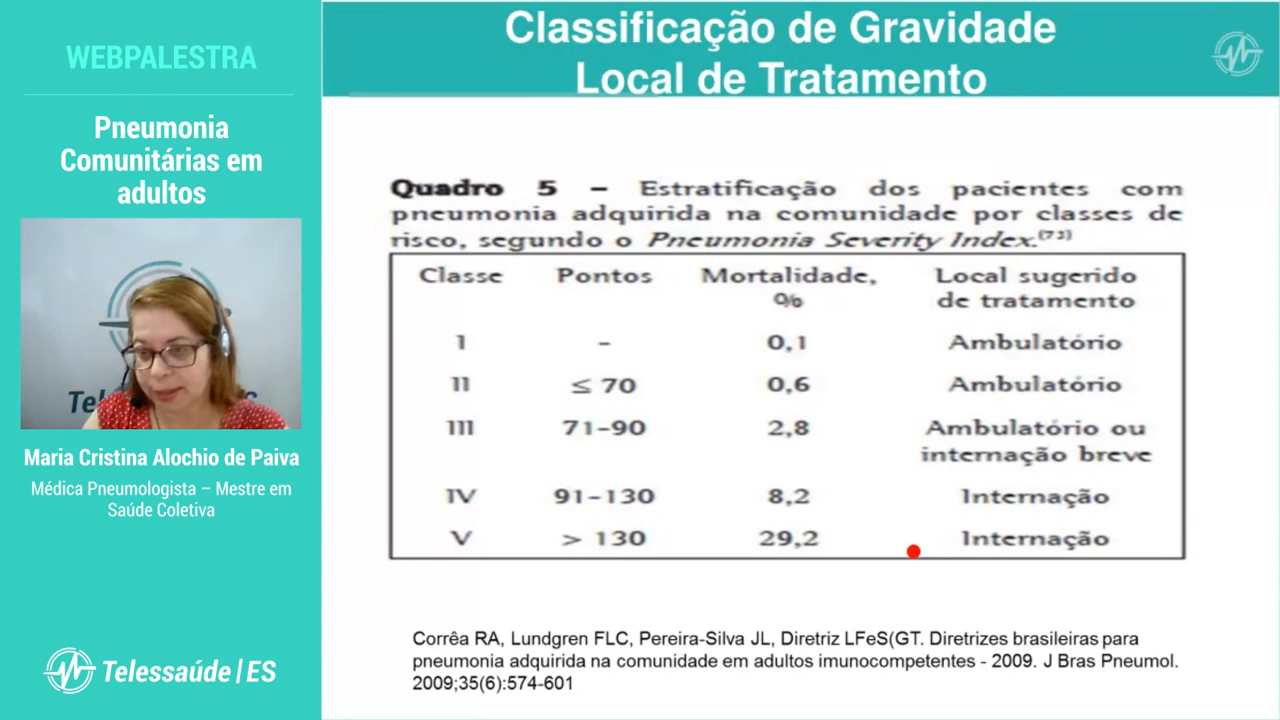 WEBPALESTRA
Pneumonia
Comunitárias em
adultos
Maria Cristina Alochio de Paiva
Médica Pneumologista – Mestre em
Saúde Coletiva
Telessaúde|ES
Classificação de Gravidade
Local de Tratamento
Quadro 5 – Estratificação dos pacientes com
pneumonia adquirida na comunidade por classes de
risco, segundo o Pneumonia Severity Index.(73)
Classe Pontos Mortalidade, Local sugerido
% de tratamento
I – 0,1 Ambulatório
II ≤ 70 0,6 Ambulatório
III 71-90 2,8 Ambulatório ou
internação breve
IV 91-130 8,2 Internação
V > 130 29,2 Internação
Corrêa RA, Lundgren FLC, Pereira-Silva JL, Diretriz LFeS(GT. Diretrizes brasileiras para
pneumonia adquirida na comunidade em adultos imunocompetentes - 2009. J Bras Pneumol.
2009;35(6):574-601